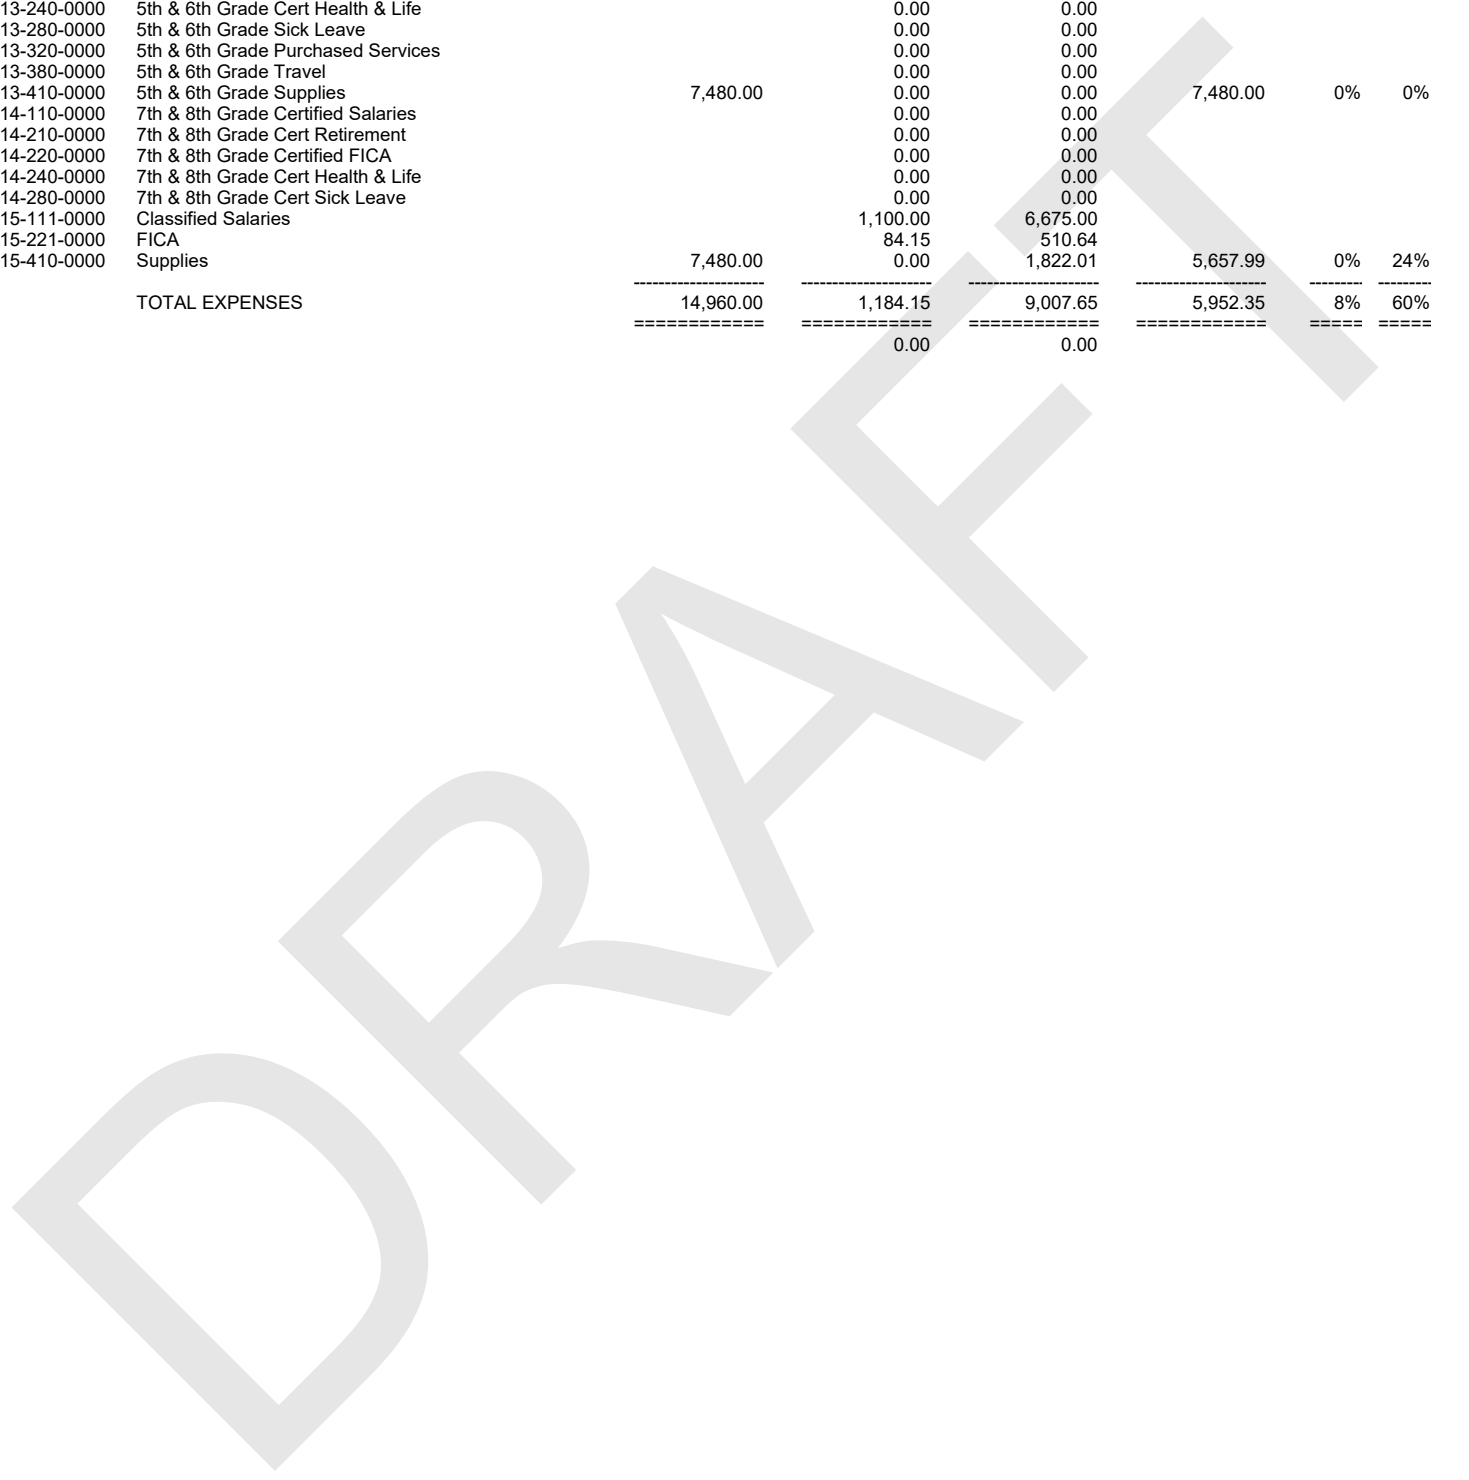 13-240-0000 5th & 6th Grade Cert Health & Life 0.00 0.00
13-280-0000 5th & 6th Grade Sick Leave 0.00 0.00
13-320-0000 5th & 6th Grade Purchased Services 0.00 0.00
13-380-0000 5th & 6th Grade Travel 0.00 0.00
13-410-0000 5th & 6th Grade Supplies 7,480.00 0.00 0.00 7,480.00 0% 0%
14-110-0000 7th & 8th Grade Certified Salaries 0.00 0.00
14-210-0000 7th & 8th Grade Cert Retirement 0.00 0.00
14-220-0000 7th & 8th Grade Certified FICA 0.00 0.00
14-240-0000 7th & 8th Grade Cert Health & Life 0.00 0.00
14-280-0000 7th & 8th Grade Cert Sick Leave 0.00 0.00
15-111-0000 Classified Salaries 1,100.00 6,675.00
15-221-0000 FICA 84.15 510.64
15-410-0000 Supplies 7,480.00 0.00 1,822.01 5,657.99 0% 24%
--------------------- --------------------- --------------------- --------------------- -------- --------
TOTAL EXPENSES 14,960.00 1,184.15 9,007.65 5,952.35 8% 60%
============ ============ ============ ============ ===== =====
0.00 0.00
DRAFT